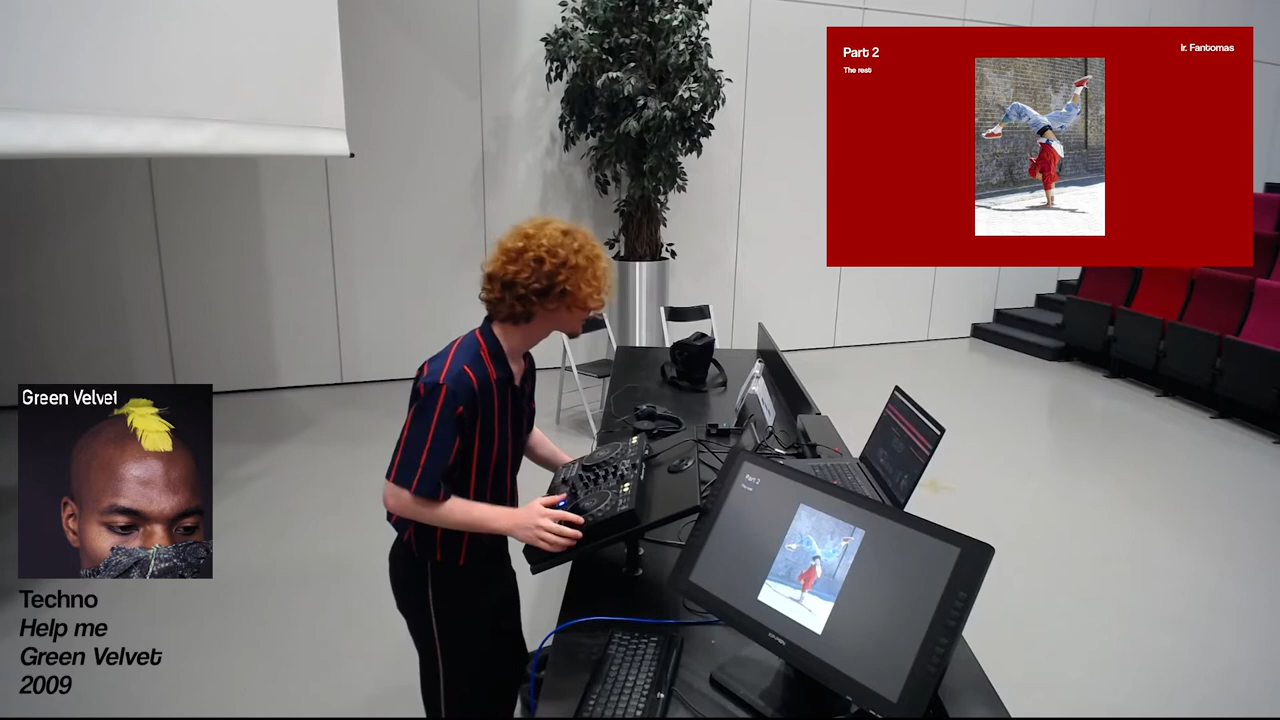 Part 2
The rest
Ir. Fantomas
Green Velvet
Techno
Help me
Green Velvet
2009
Part 2